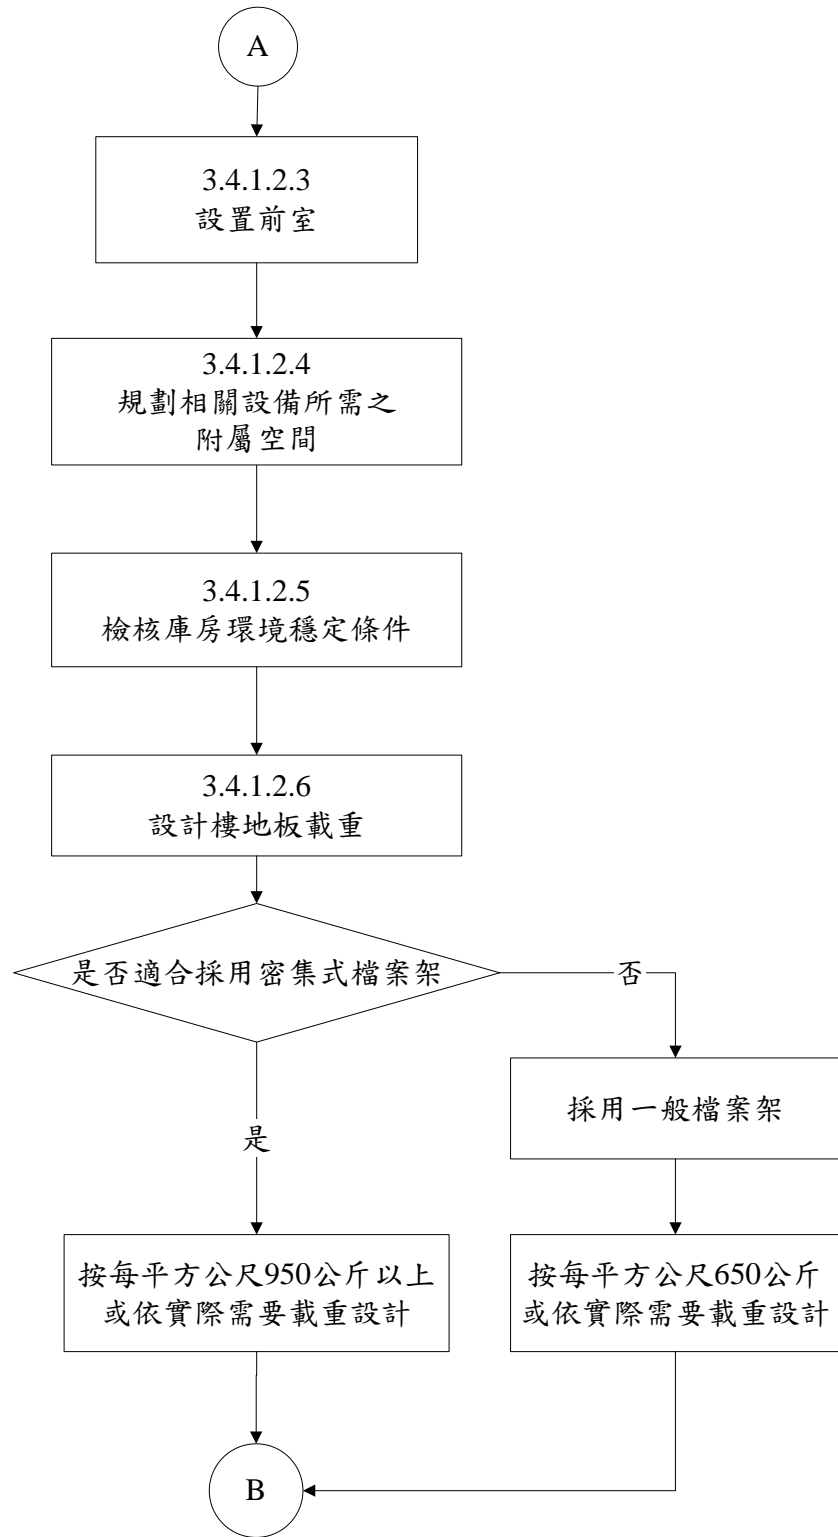 A
3.4.1.2.3
設置前室
3.4.1.2.4
規劃相關設備所需之
附屬空間
3.4.1.2.5
檢核庫房環境穩定條件
3.4.1.2.6
設計樓地板載重
是否適合採用密集式檔案架
否
採用一般檔案架
是
按每平方公尺950公斤以上
或依實際需要載重設計
按每平方公尺650公斤
或依實際需要載重設計
B